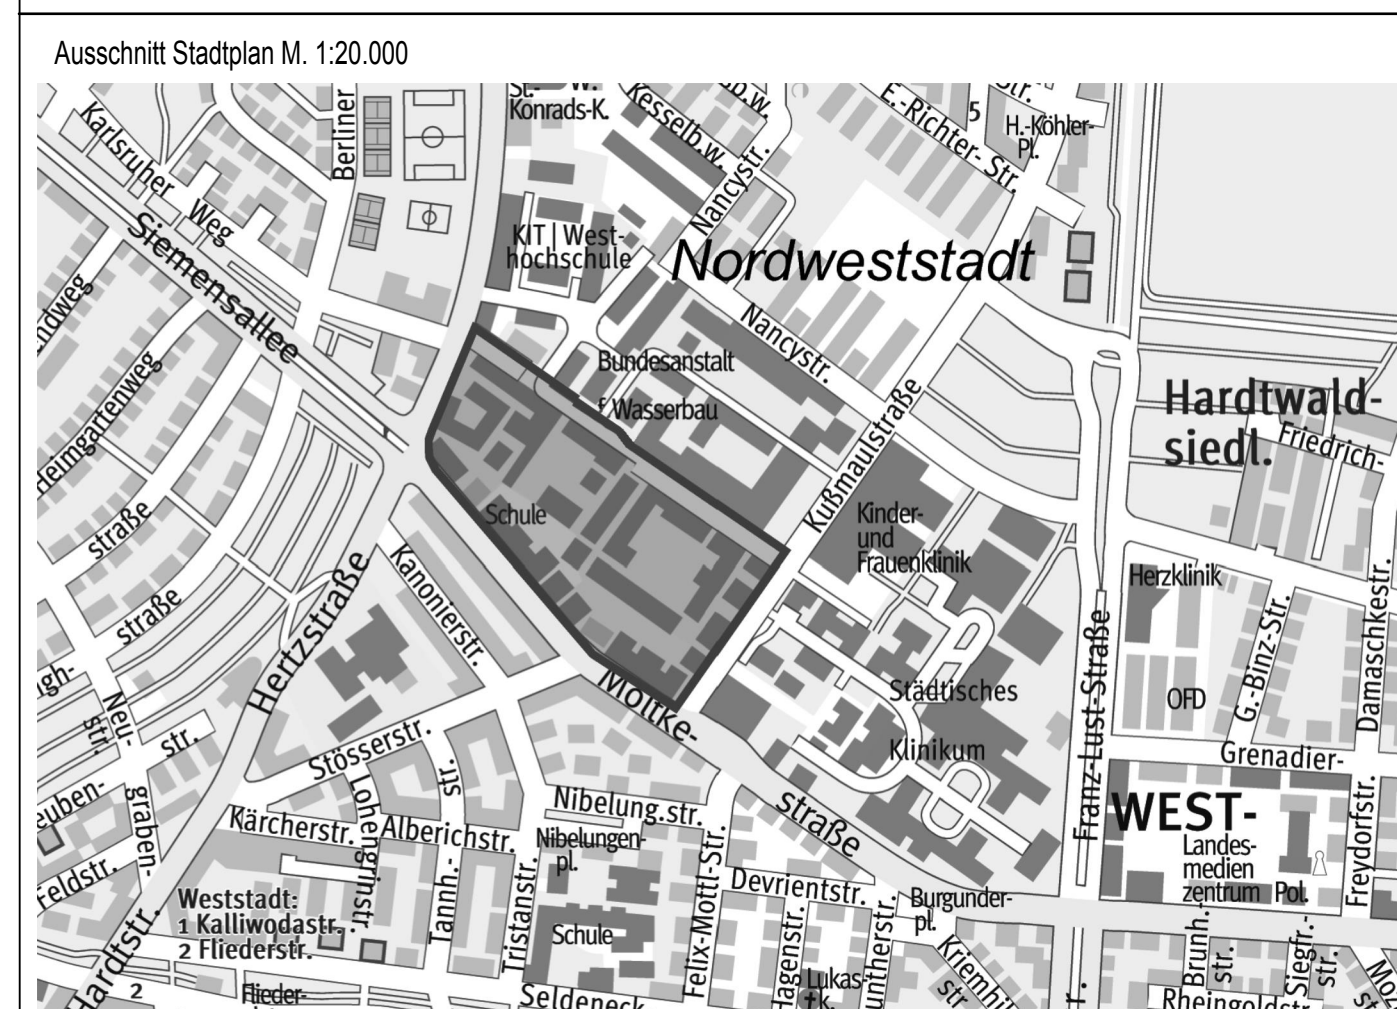 Ausschnitt Stadtplan M. 1:20.000
Karlsruher
Weg
Siemensallee
Berliner
St.- W.
Konrads-K.
Kesselb.w.
b.w.
Nancystr.
E.-Richter- Str.
5
Str.
H.-Köhler-
Pl.
KIT | West-
hochschule
Nordweststadt
Nancystr.
Bundesanstalt
f Wasserbau
Kußmaulstraße
Hardtwald-
siedl.
Friedrich-
Heimgartenweg
straße
straße
Schule
Kinder-
und
Frauenklinik
Herzklinik
Hertzstraße
Kanonierstr.
Moltke-
straße
Städtisches
Klinikum
Franz-Lust-Straße
OFD
G.-Binz-Str.
Damaschkestr.
Grenadier-
Neu-
str.
str.
graben-
Stösserstr.
Kärcherstr.
Lohengrinstr.
Alberichstr.
str.
Tannh.-
Tristanstr.
Nibelung.str.
Nibelungen-
pl.
Felix-Mottl-Str.
Devrientstr.
Burgunder-
pl.
WEST-
Landes-
medien
zentrum
Pol.
Freydorfstr.
Feldstr.
Hardtstr.
Weststadt:
1 Kalliwodastr.
2 Fliederstr.
2
Flieder-
Schule
Seldeneck
Hagenstr.
Lukas-
K.
untherstr.
Kriemhi
str
Brunh.-
str.
Siegfr.-
str.
Rheingoldstr.